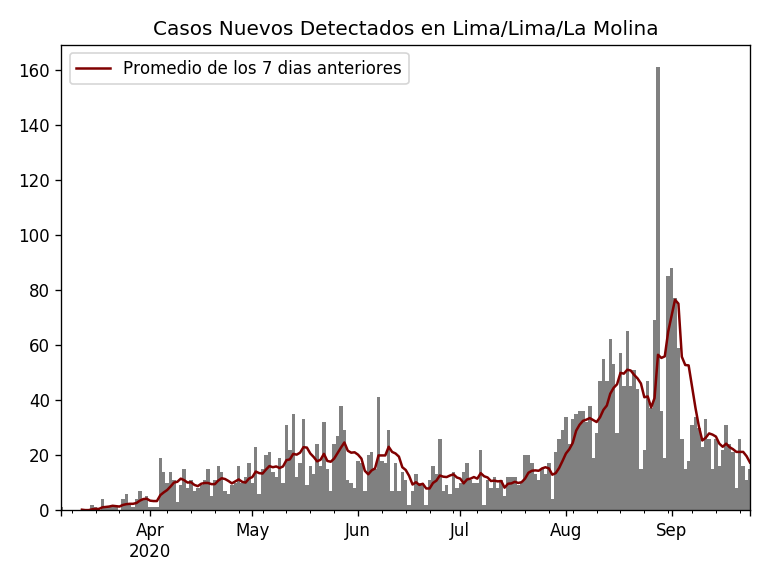 Casos Nuevos Detectados en Lima/Lima/La Molina
Promedio de los 7 dias anteriores
160
140
120
100
80
60
40
20
0
Apr
2020
May
Jun
Jul
Aug
Sep